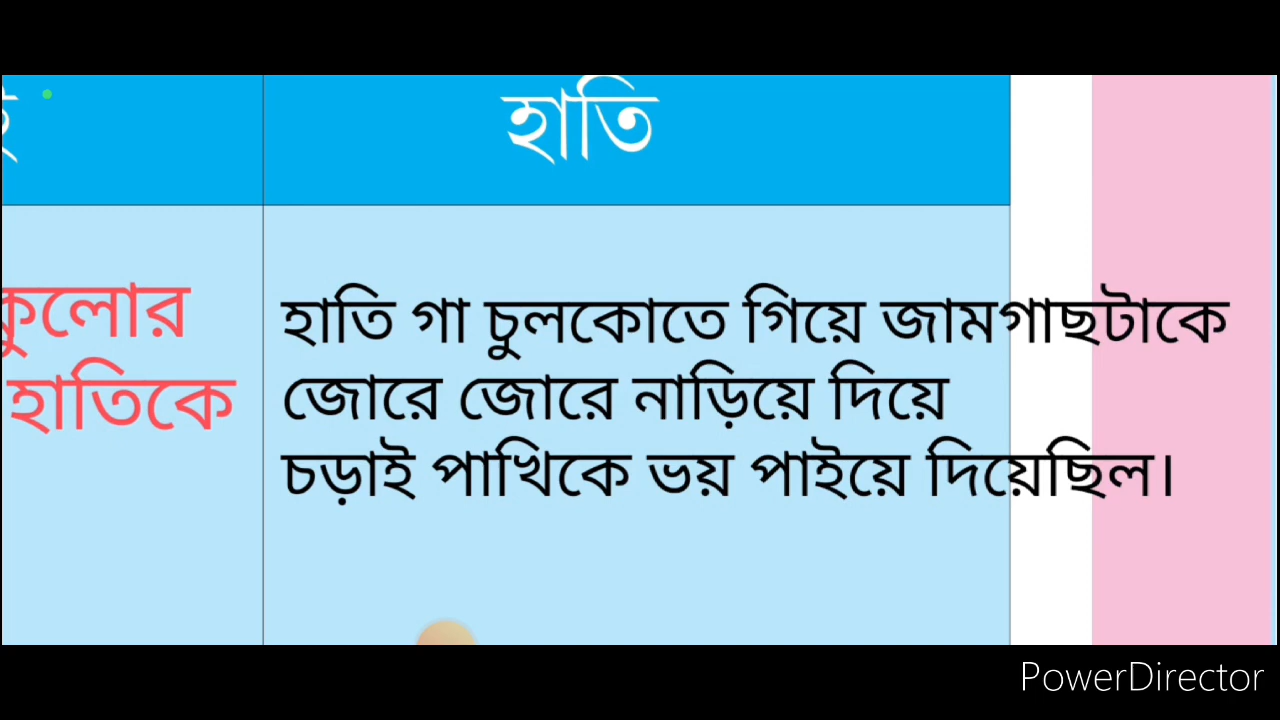 হাতি
হাতি গা চুলকোতে গিয়ে জামগাছটাকে
জোরে জোরে নাড়িয়ে দিয়ে
চড়াই পাখিকে ভয় পাইয়ে দিয়েছিল।
হাতিকে
PowerDirector